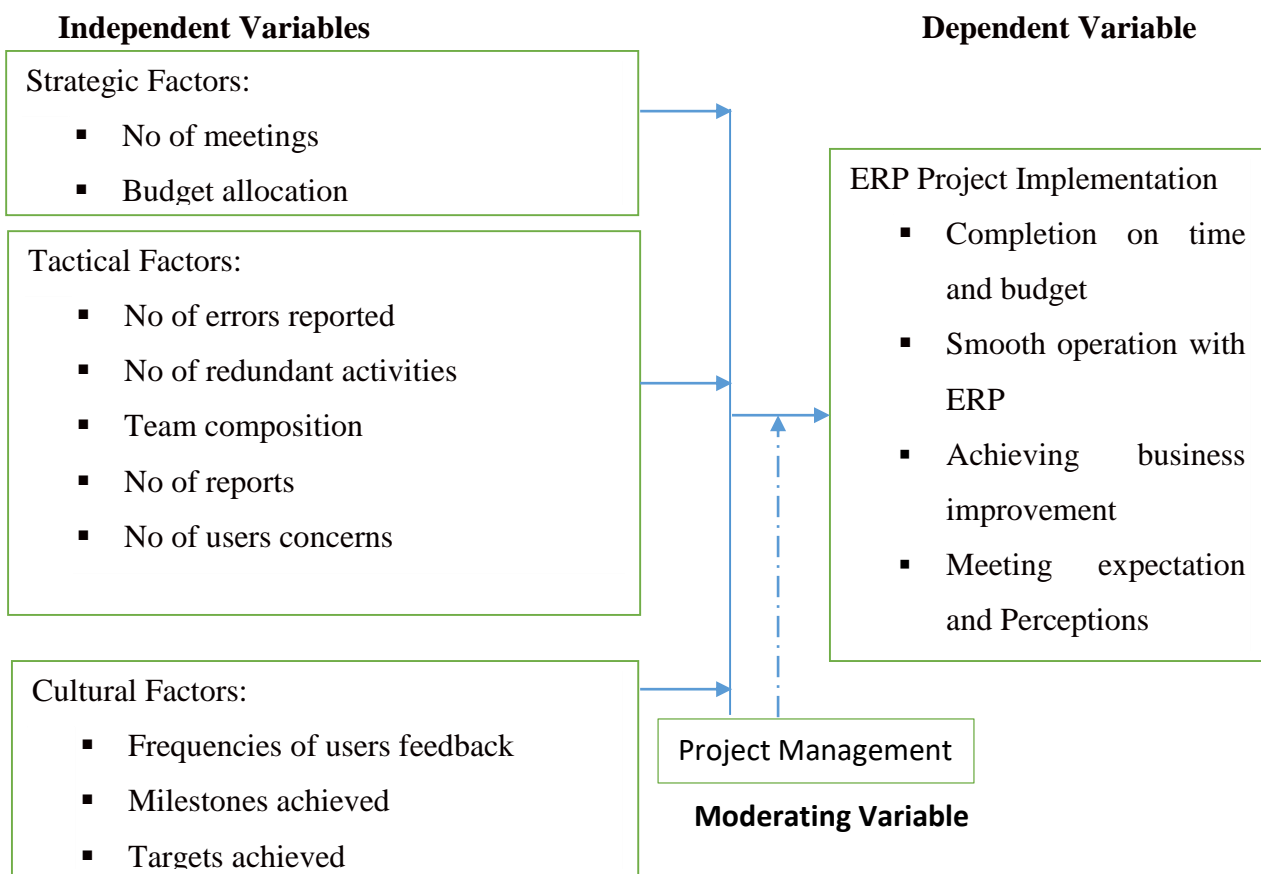 Independent Variables
Dependent Variable
Strategic Factors:
▪ No of meetings
▪ Budget allocation
Tactical Factors:
▪ No of errors reported
▪ No of redundant activities
▪ Team composition
▪ No of reports
▪ No of users concerns
Cultural Factors:
▪ Frequencies of users feedback
▪ Milestones achieved
▪ Targets achieved
ERP Project Implementation
▪ Completion on time
and budget
▪ Smooth operation with
ERP
▪ Achieving business
improvement
▪ Meeting expectation
and Perceptions
Project Management
Moderating Variable